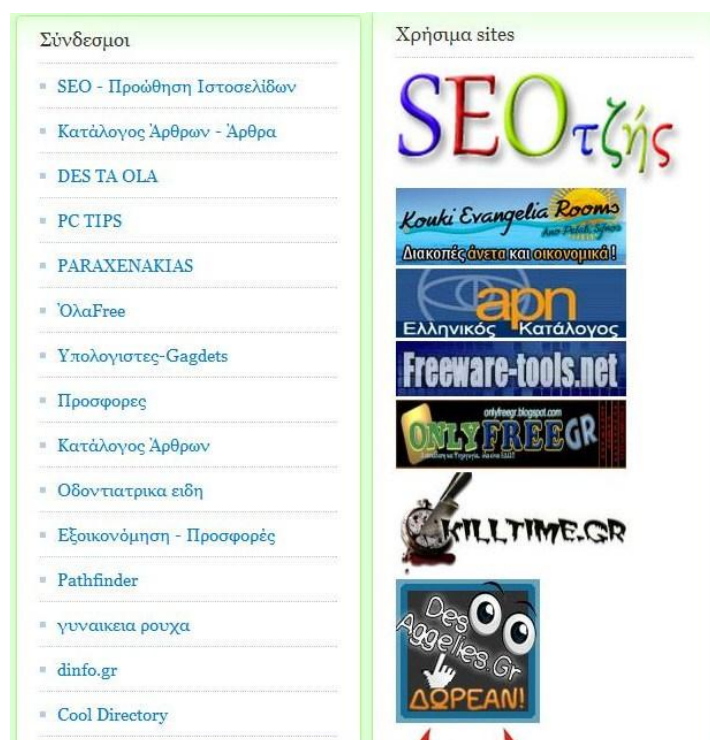 Σύνδεσμοι
SEO - Προώθηση Ιστοσελίδων
Κατάλογος Άρθρων - Άρθρα
DES TA OLA
PC TIPS
PARAXENAKIAS
ΌλαFree
Υπολογιστες-Gagdets
Προσφορες
Κατάλογος Άρθρων
Οδοντιατρικα ειδη
Εξοικονόμηση - Προσφορές
Pathfinder
γυναικεια ρουχα
dinfo.gr
Cool Directory
Χρήσιμα sites
SEOτζής
Kouki Evangelia Rooms
Διακοπές άνετα και οικονομικά!
apn
Ελληνικός Κατάλογος
Freeware-tools.net
onlyfreegr.blogspot.com
ONLYFREEGR
KILLTIME.GR
Des
Aggelies.Gr
ΔΩΡΕΑΝ!